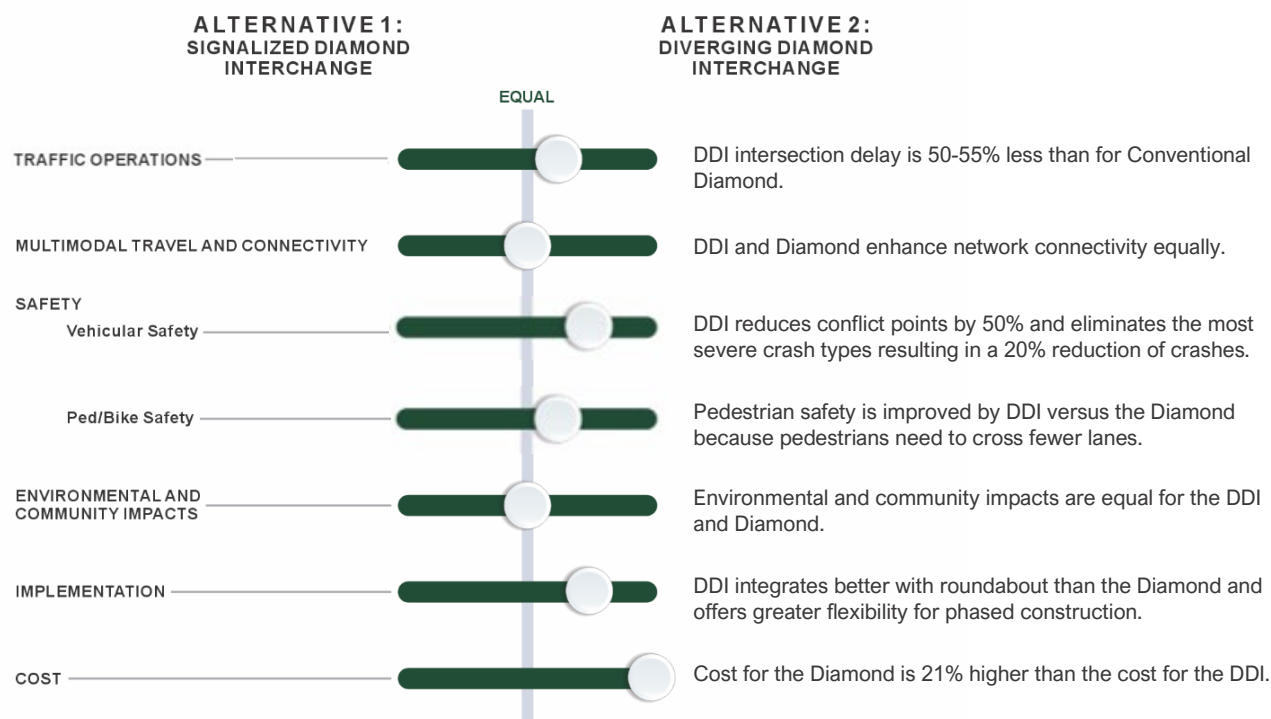 ALTERNATIVE 1:
SIGNALIZED DIAMOND
INTERCHANGE
ALTERNATIVE 2:
DIVERGING DIAMOND
INTERCHANGE
EQUAL
TRAFFIC OPERATIONS
DDI intersection delay is 50-55% less than for Conventional
Diamond.
MULTIMODAL TRAVEL AND CONNECTIVITY
DDI and Diamond enhance network connectivity equally.
SAFETY
Vehicular Safety
DDI reduces conflict points by 50% and eliminates the most
severe crash types resulting in a 20% reduction of crashes.
Ped/Bike Safety
Pedestrian safety is improved by DDI versus the Diamond
because pedestrians need to cross fewer lanes.
ENVIRONMENTAL AND
COMMUNITY IMPACTS
Environmental and community impacts are equal for the DDI
and Diamond.
IMPLEMENTATION
DDI integrates better with roundabout than the Diamond and
offers greater flexibility for phased construction.
COST
Cost for the Diamond is 21% higher than the cost for the DDI.